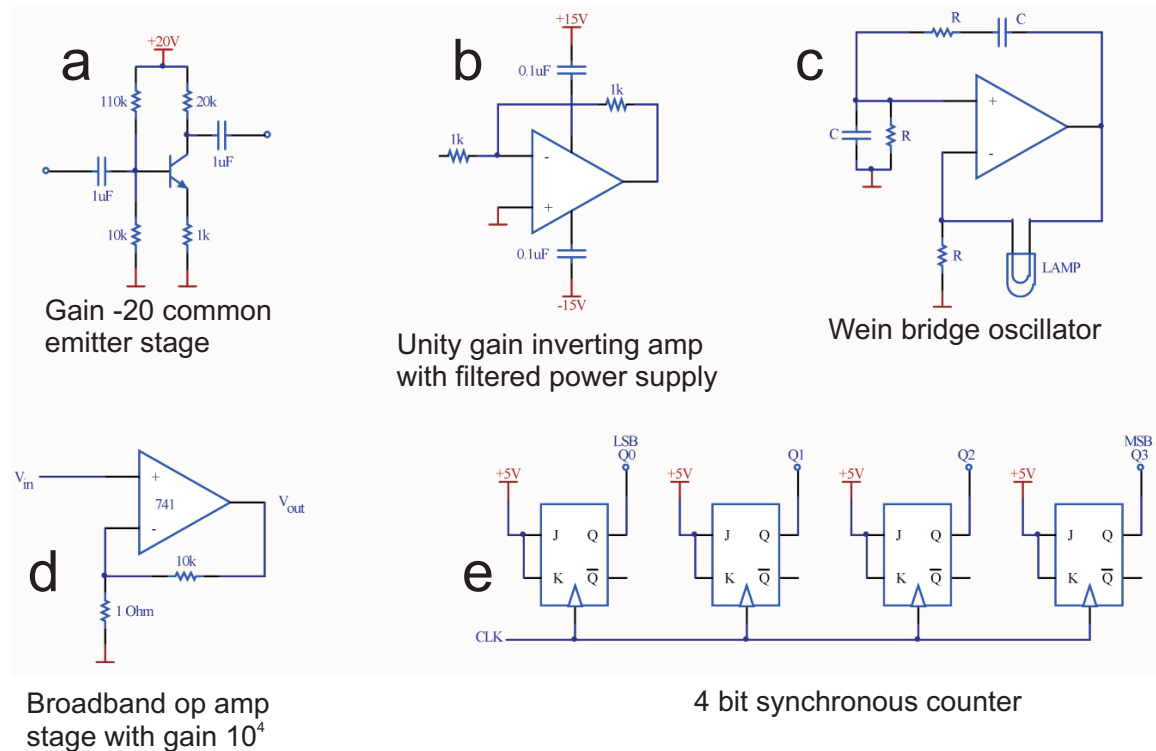 a
+20V
110k
20k
1uF
1uF
10k
1k
Gain -20 common
emitter stage
b
+15V
0.1uF
1k
1k
-
+
0.1uF
-15V
Unity gain inverting amp
with filtered power supply
c
R
C
+
C
R
-
R
LAMP
Wein bridge oscillator
d
Vin
+
741
-
Vout
10k
1 Ohm
Broadband op amp
stage with gain 10⁴
e
LSB
Q0
Q1
Q2
MSB
Q3
+5V
+5V
+5V
+5V
J Q
K Q̅
J Q
K Q̅
J Q
K Q̅
J Q
K Q̅
CLK
4 bit synchronous counter